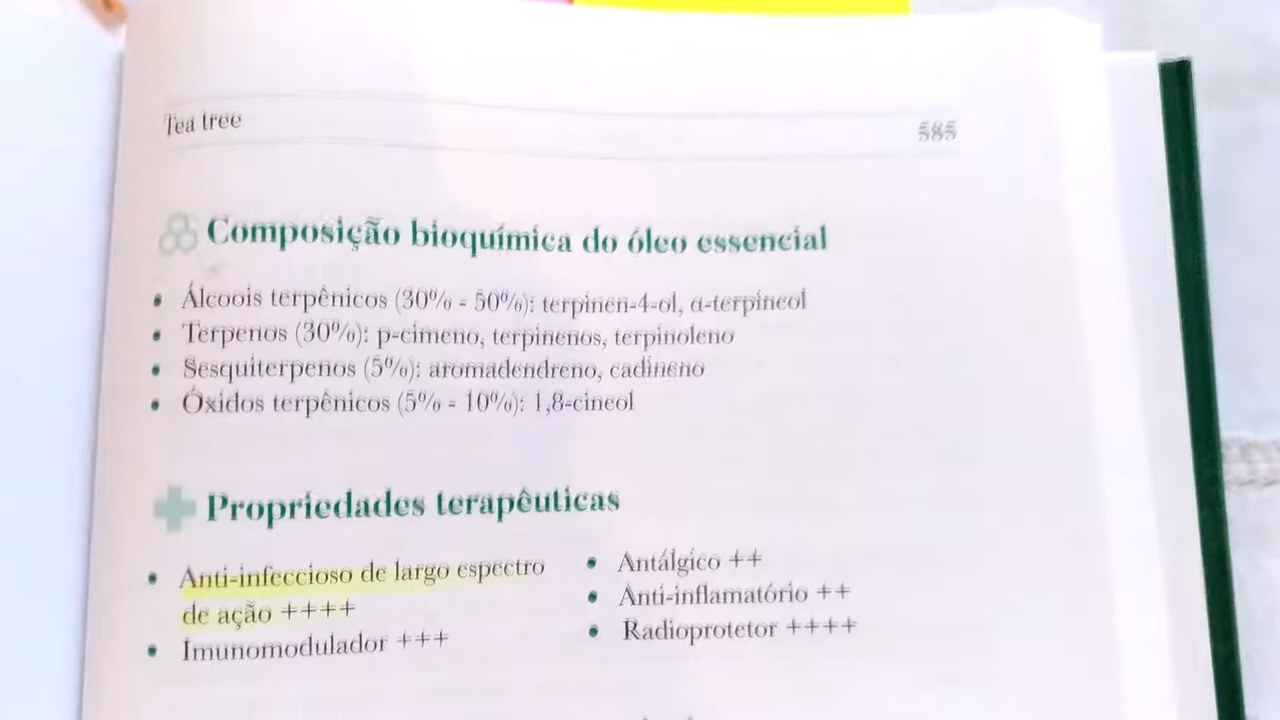 Tea tree
585
Composição bioquímica do óleo essencial
• Álcoois terpênicos (30% - 50%): terpinen-4-ol, α-terpineol
• Terpenos (30%): p-cimeno, terpinenos, terpinoleno
• Sesquiterpenos (5%): aromadendreno, cadineno
• Óxidos terpênicos (5% - 10%): 1,8-cineol
Propriedades terapêuticas
• Anti-infeccioso de largo espectro
de ação ++++
• Imunomodulador +++
• Antálgico ++
• Anti-inflamatório ++
• Radioprotetor ++++